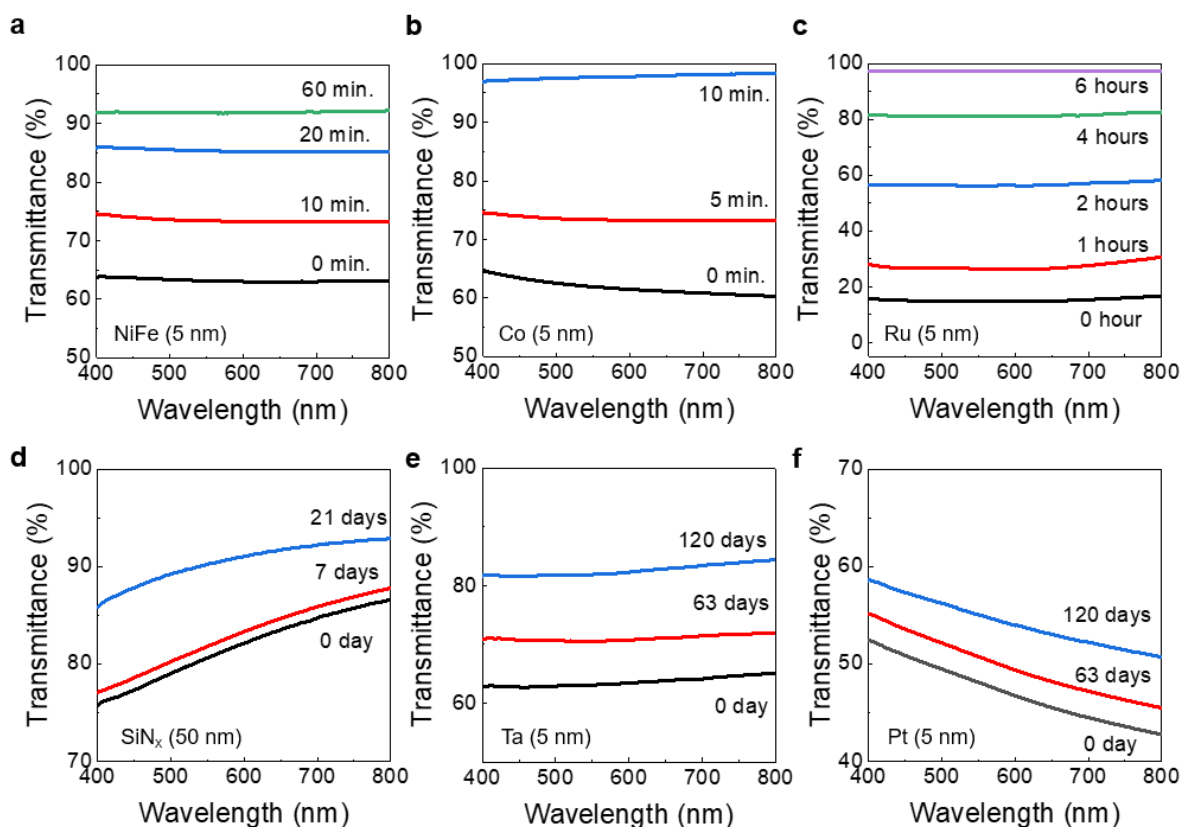 a
100
90
80
70
60
50
Transmittance (%)
60 min.
20 min.
10 min.
0 min.
NiFe (5 nm)
400 500 600 700 800
Wavelength (nm)
b
100
90
80
70
60
50
Transmittance (%)
10 min.
5 min.
0 min.
Co (5 nm)
400 500 600 700 800
Wavelength (nm)
c
100
80
60
40
20
0
Transmittance (%)
6 hours
4 hours
2 hours
1 hours
0 hour
Ru (5 nm)
400 500 600 700 800
Wavelength (nm)
d
100
90
80
70
Transmittance (%)
21 days
7 days
0 day
SiNₓ (50 nm)
400 500 600 700 800
Wavelength (nm)
e
100
80
60
Transmittance (%)
120 days
63 days
0 day
Ta (5 nm)
400 500 600 700 800
Wavelength (nm)
f
70
60
50
40
Transmittance (%)
120 days
63 days
0 day
Pt (5 nm)
400 500 600 700 800
Wavelength (nm)